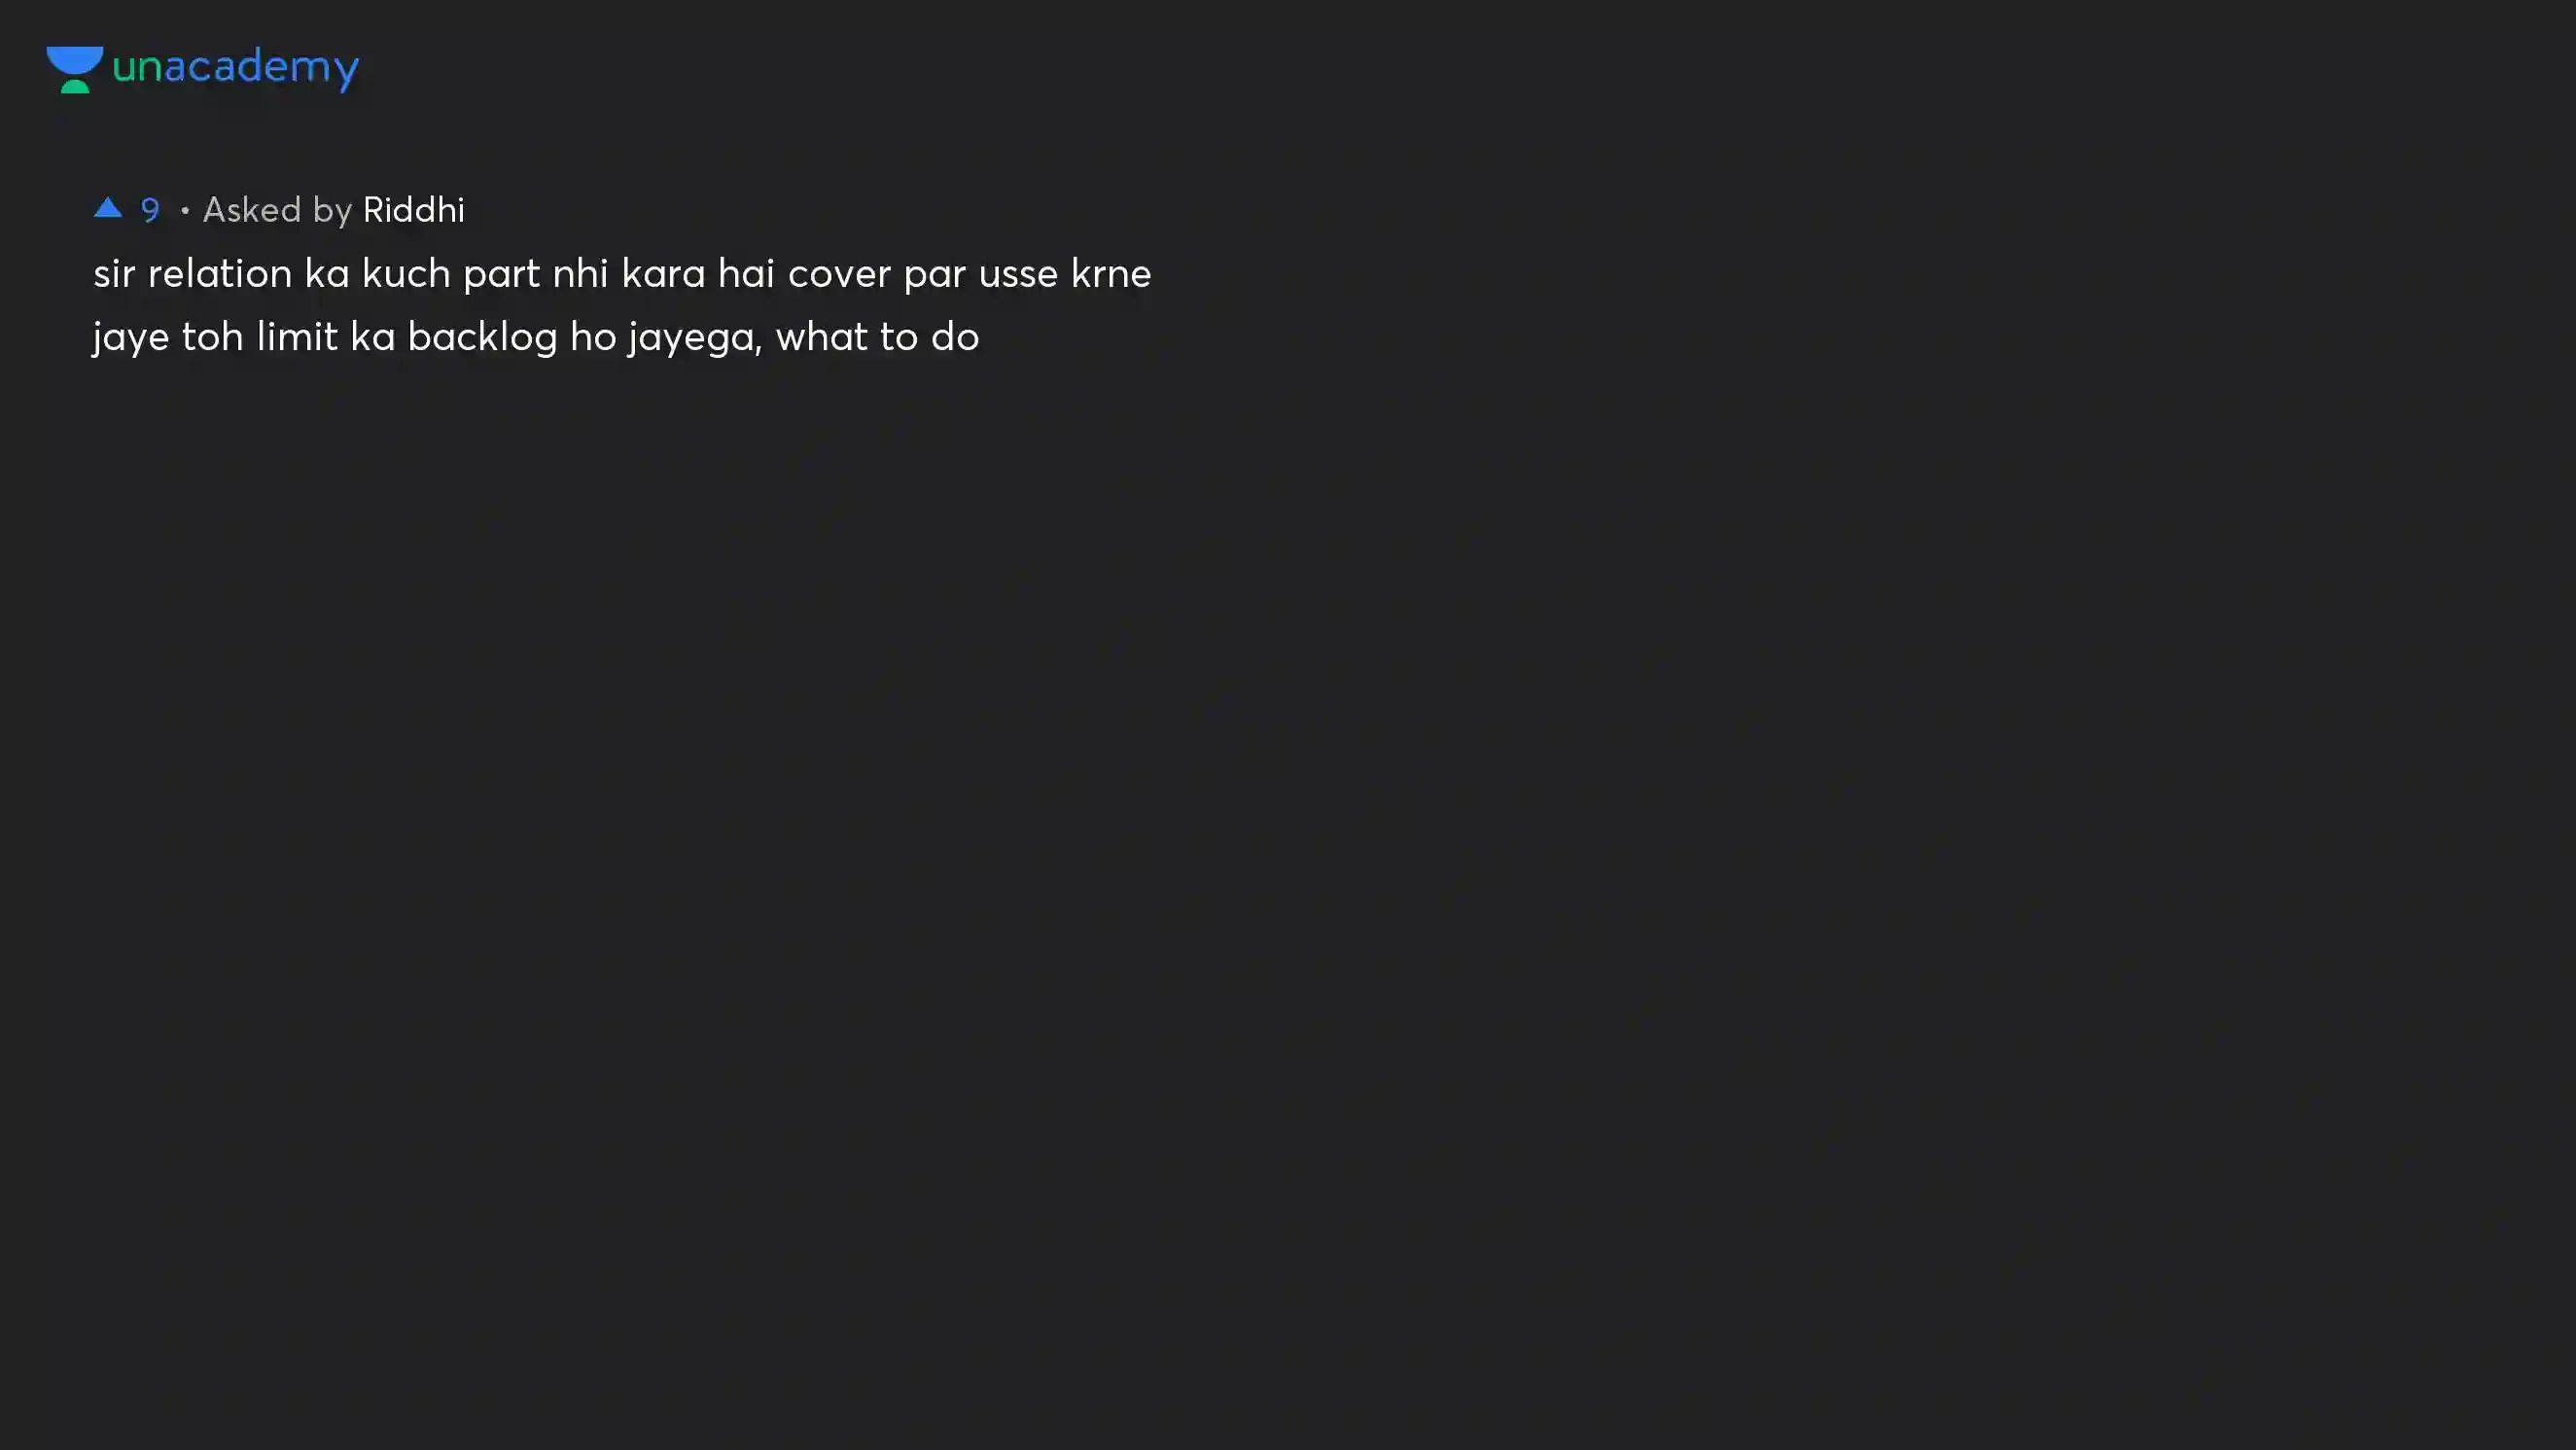 unacademy
▲ 9 • Asked by Riddhi
sir relation ka kuch part nhi kara hai cover par usse krne
jaye toh limit ka backlog ho jayega, what to do